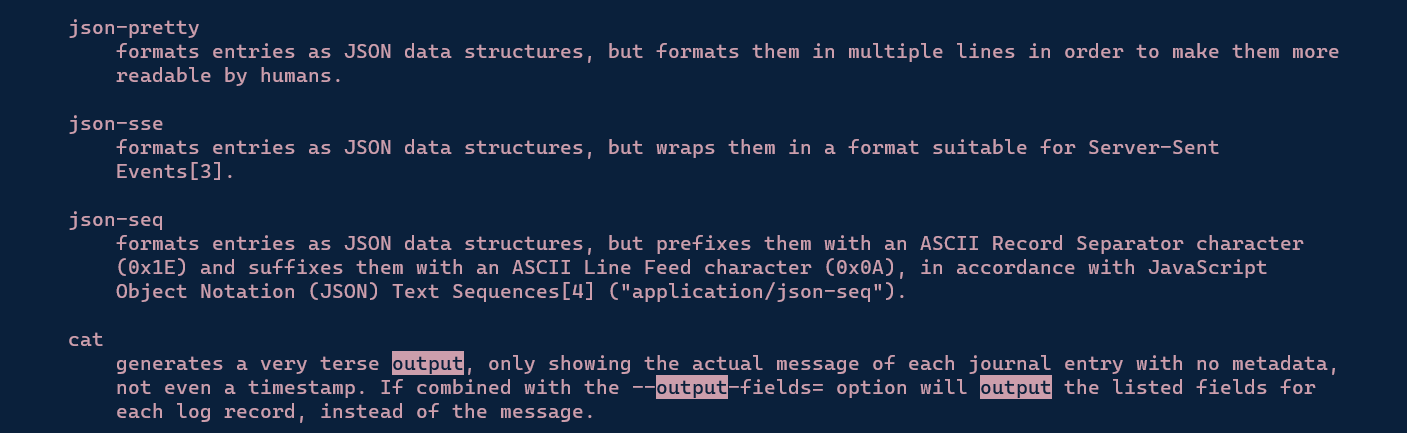 json-pretty
formats entries as JSON data structures, but formats them in multiple lines in order to make them more
readable by humans.
json-sse
formats entries as JSON data structures, but wraps them in a format suitable for Server-Sent
Events[3].
json-seq
formats entries as JSON data structures, but prefixes them with an ASCII Record Separator character
(0x1E) and suffixes them with an ASCII Line Feed character (0x0A), in accordance with JavaScript
Object Notation (JSON) Text Sequences[4] ("application/json-seq").
cat
generates a very terse output, only showing the actual message of each journal entry with no metadata,
not even a timestamp. If combined with the --output-fields= option will output the listed fields for
each log record, instead of the message.